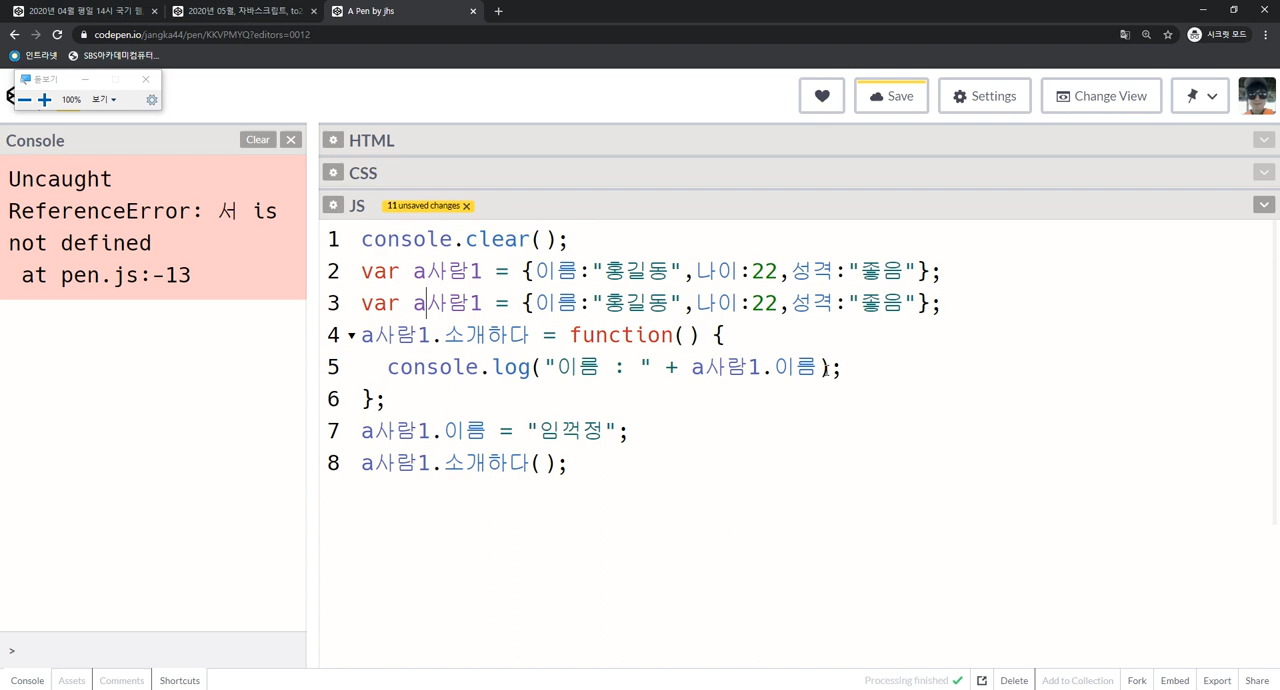 2020년 04월 평일 14시 국기 웹
2020년 05월, 자바스크립트, to2
A Pen by jhs
codepen.io/jangka44/pen/KKVPMYQ?editors=0012
시크릿 모드
인트라넷
SBS아카데미컴퓨터...
돋보기
100%
보기
Save
Settings
Change View
Console
Clear
Uncaught
ReferenceError: 서 is
not defined
at pen.js:-13
HTML
CSS
JS
11 unsaved changes
1 console.clear();
2 var a사람1 = {이름:"홍길동",나이:22,성격:"좋음"};
3 var a사람1 = {이름:"홍길동",나이:22,성격:"좋음"};
4 a사람1.소개하다 = function() {
5 console.log("이름 : " + a사람1.이름);
6 };
7 a사람1.이름 = "임꺽정";
8 a사람1.소개하다();
>
Console
Assets
Comments
Shortcuts
Processing finished
Delete
Add to Collection
Fork
Embed
Export
Share